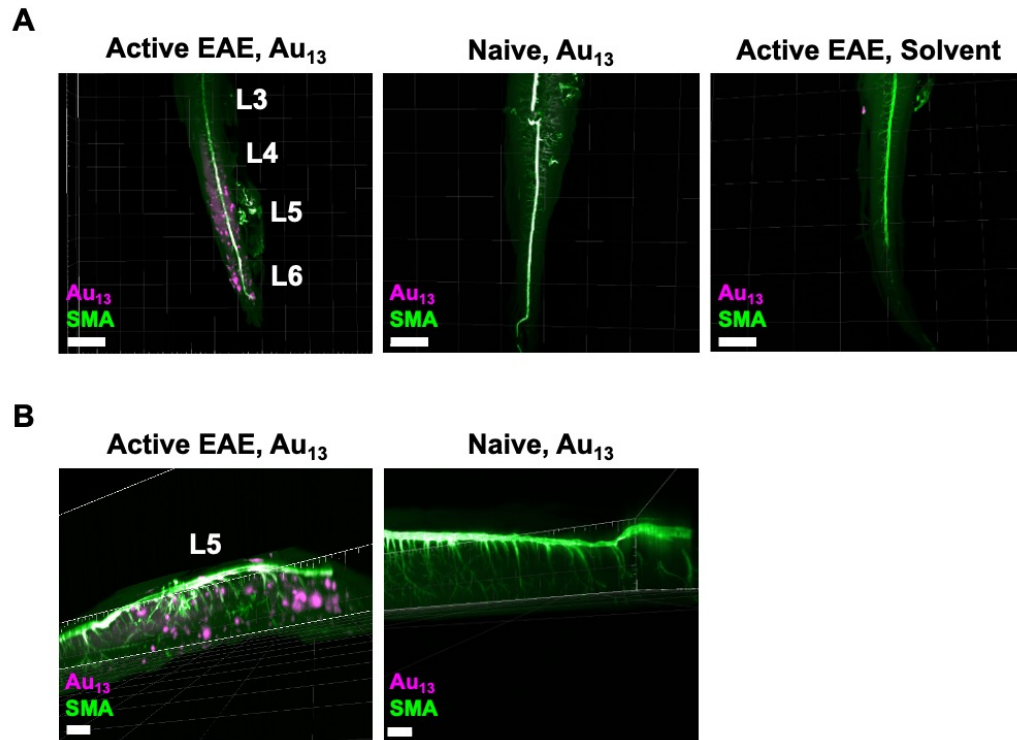 A
Active EAE, Au₁₃
Naive, Au₁₃
Active EAE, Solvent
L3
L4
L5
L6
Au₁₃
SMA
Au₁₃
SMA
Au₁₃
SMA
B
Active EAE, Au₁₃
Naive, Au₁₃
L5
Au₁₃
SMA
Au₁₃
SMA